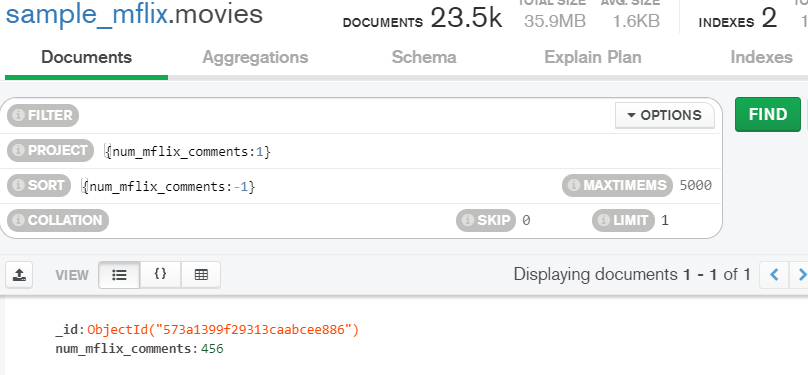 sample_mflix.movies
DOCUMENTS 23.5k TOTAL SIZE 35.9MB AVG. SIZE 1.6KB INDEXES 2
Documents Aggregations Schema Explain Plan Indexes
FILTER OPTIONS FIND
PROJECT {num_mflix_comments:1}
SORT {num_mflix_comments:-1} MAXTIMEMS 5000
COLLATION SKIP 0 LIMIT 1
VIEW {} Displaying documents 1 - 1 of 1 < >
_id: ObjectId("573a1399f29313caabcee886")
num_mflix_comments: 456